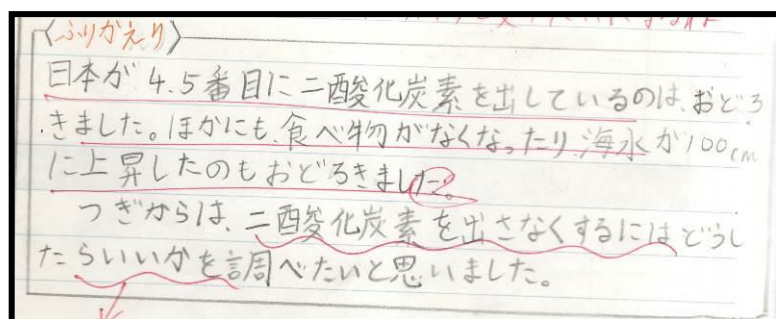 〈ふりかえり〉
日本が4.5番目に二酸化炭素を出しているのは、おどろ
きました。ほかにも、食べ物がなくなったり海水が100cm
に上昇したのもおどろきました。
つぎからは、二酸化炭素を出さなくするにはどうし
たらいいかを調べたいと思いました。